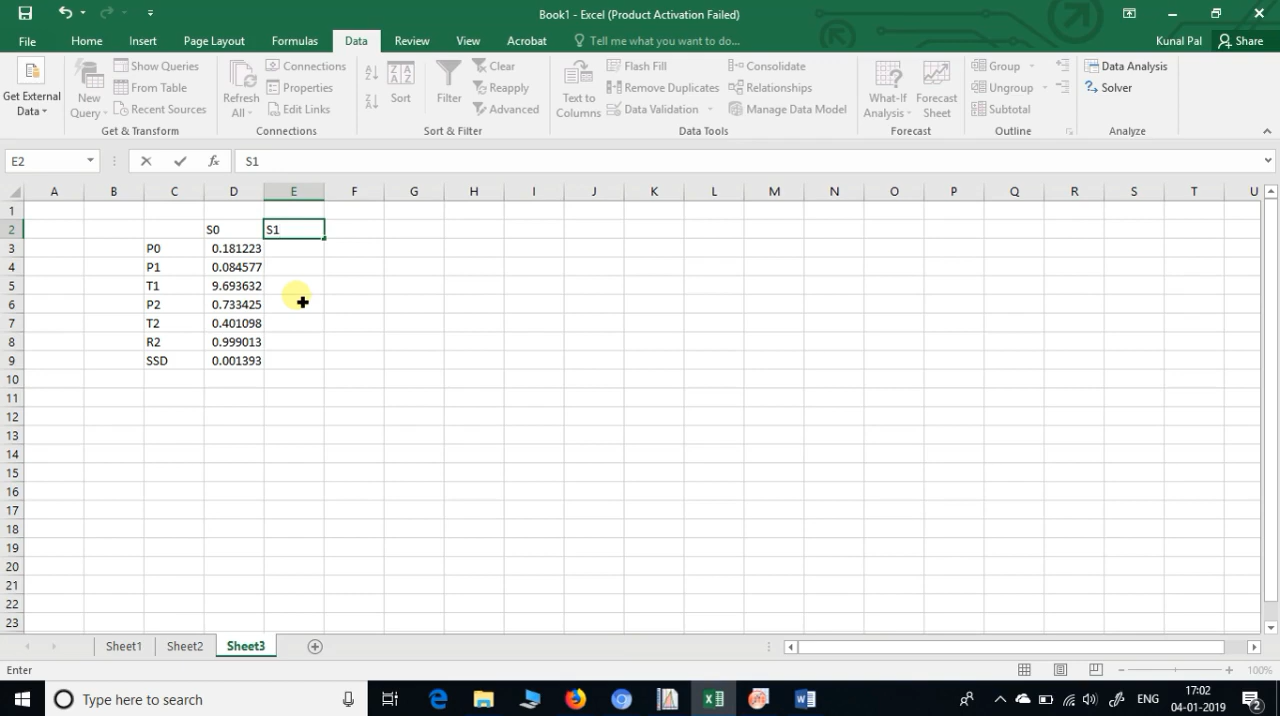 Book1 - Excel (Product Activation Failed)
File Home Insert Page Layout Formulas Data Review View Acrobat Tell me what you want to do... Kunal Pal Share
Get External Data
New Query
Show Queries
From Table
Recent Sources
Get & Transform
Refresh All
Connections
Properties
Edit Links
Connections
Sort
Filter
Clear
Reapply
Advanced
Sort & Filter
Text to Columns
Flash Fill
Remove Duplicates
Data Validation
Consolidate
Relationships
Manage Data Model
Data Tools
What-If Analysis
Forecast Sheet
Forecast
Group
Ungroup
Subtotal
Outline
Data Analysis
Solver
Analyze
E2 fx S1
A B C D E F G H I J K L M N O P Q R S T U
1
2 S0 S1
3 P0 0.181223
4 P1 0.084577
5 T1 9.693632
6 P2 0.733425
7 T2 0.401098
8 R2 0.999013
9 SSD 0.001393
10
11
12
13
14
15
16
17
18
19
20
21
22
23
Sheet1 Sheet2 Sheet3
Enter 100%
Type here to search ENG 17:02
04-01-2019 2